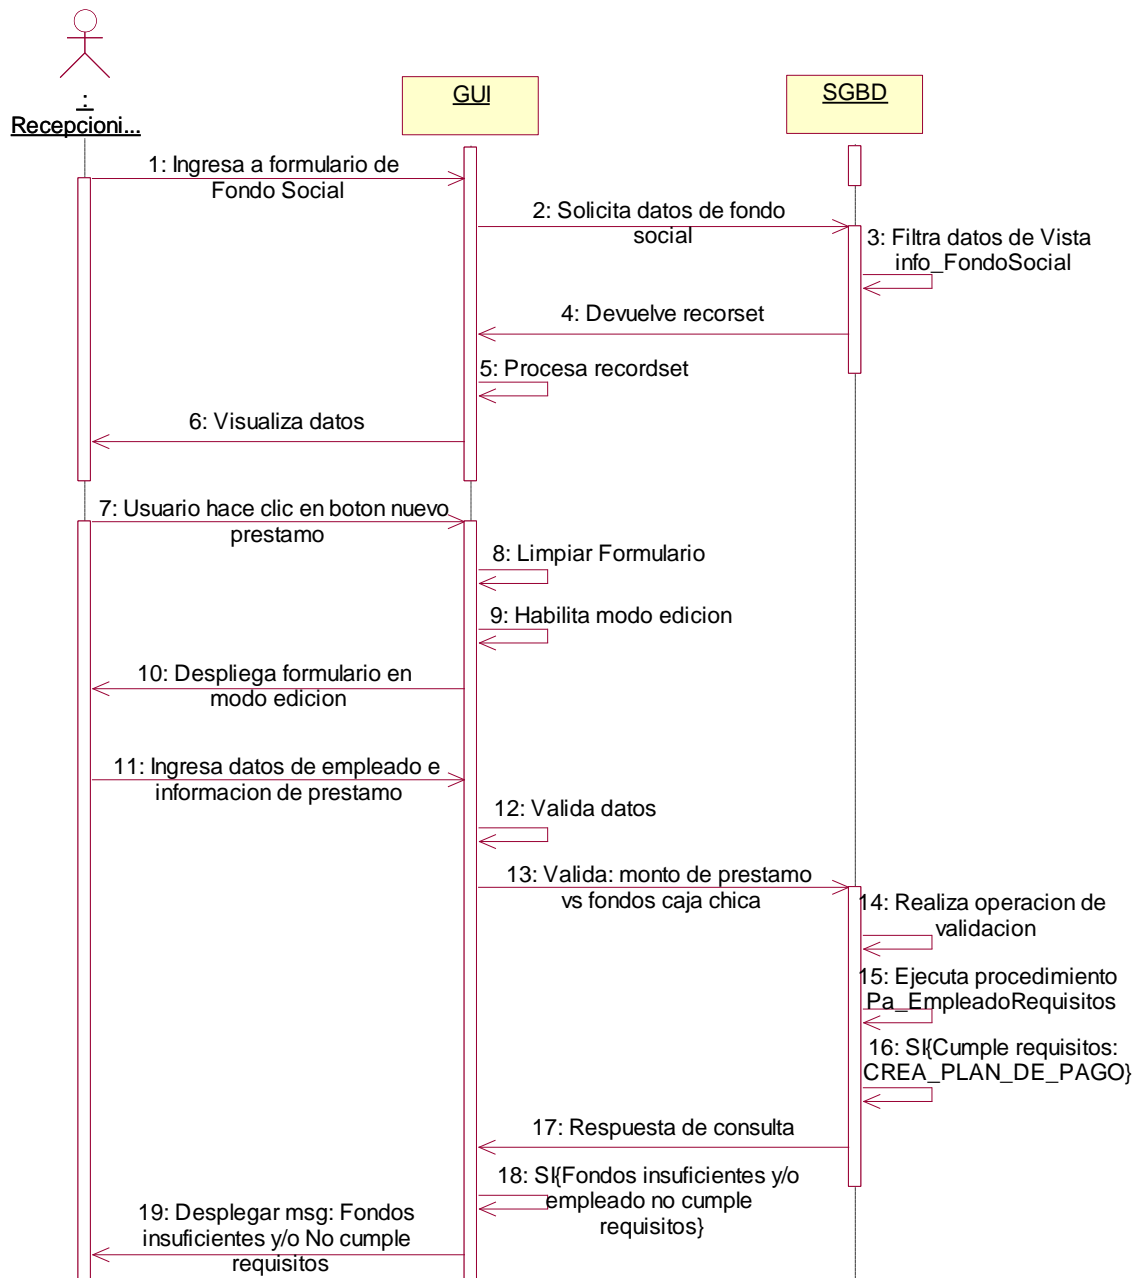 :
Recepcioni...
GUI
SGBD
1: Ingresa a formulario de
Fondo Social
2: Solicita datos de fondo
social
3: Filtra datos de Vista
info_FondoSocial
4: Devuelve recorset
5: Procesa recordset
6: Visualiza datos
7: Usuario hace clic en boton nuevo
prestamo
8: Limpiar Formulario
9: Habilita modo edicion
10: Despliega formulario en
modo edicion
11: Ingresa datos de empleado e
informacion de prestamo
12: Valida datos
13: Valida: monto de prestamo
vs fondos caja chica
14: Realiza operacion de
validacion
15: Ejecuta procedimiento
Pa_EmpleadoRequisitos
16: SI{Cumple requisitos:
CREA_PLAN_DE_PAGO}
17: Respuesta de consulta
18: SI{Fondos insuficientes y/o
empleado no cumple
requisitos}
19: Desplegar msg: Fondos
insuficientes y/o No cumple
requisitos